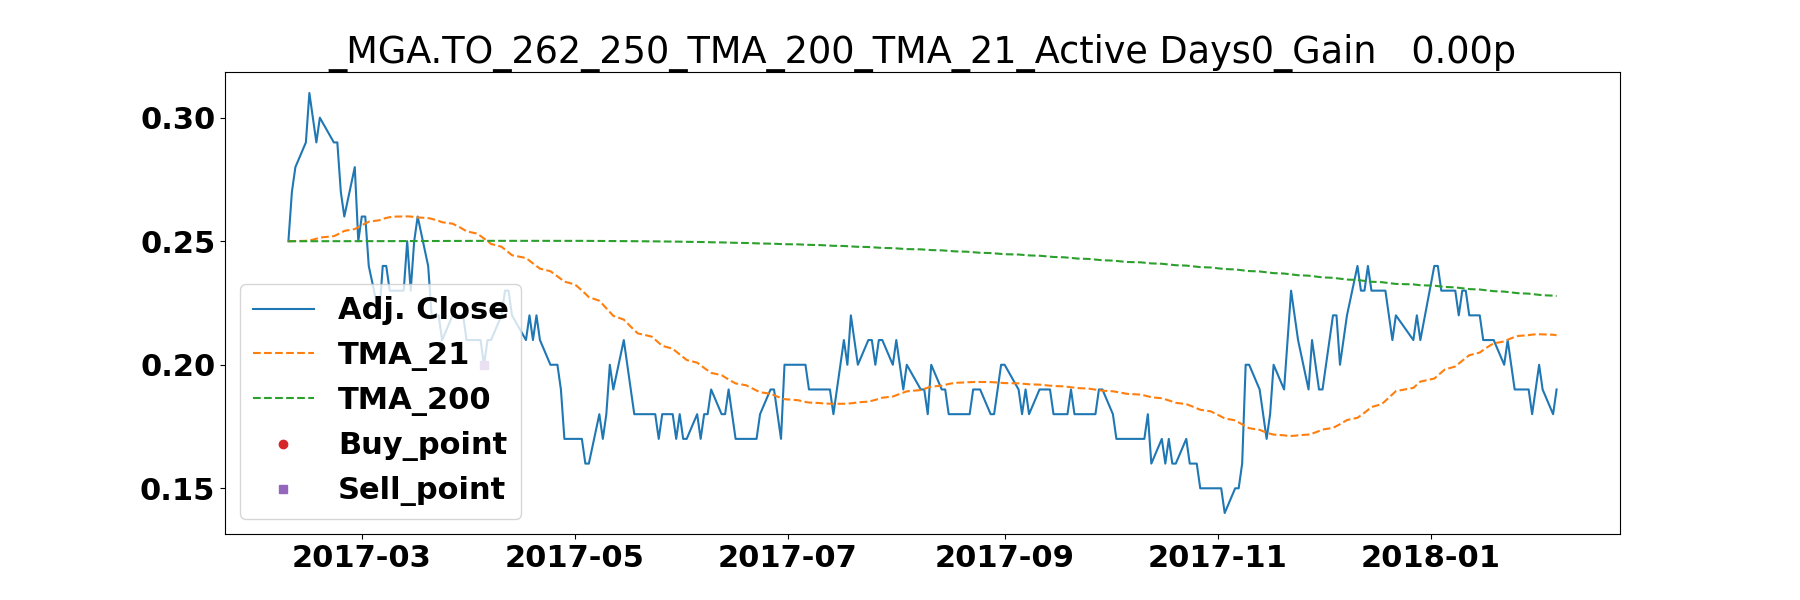 _MGA.TO_262_250_TMA_200_TMA_21_Active Days0_Gain   0.00p
0.30
0.25
0.20
0.15
Adj. Close
TMA_21
TMA_200
Buy_point
Sell_point
2017-03 2017-05 2017-07 2017-09 2017-11 2018-01